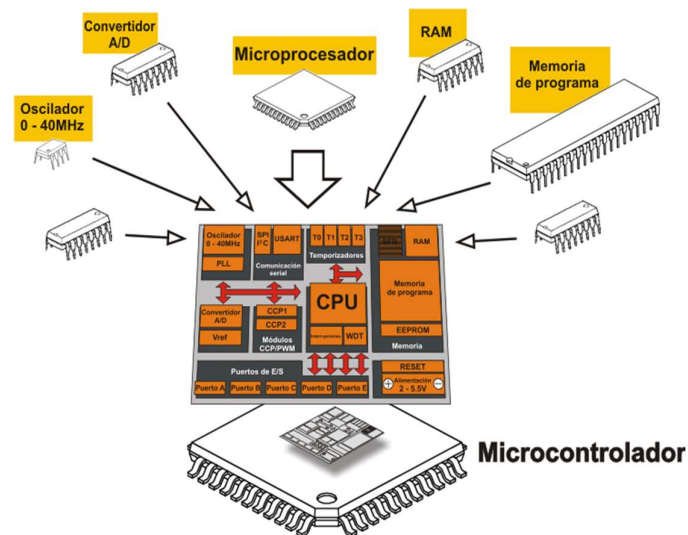 Convertidor
A/D
Microprocesador
RAM
Memoria
de programa
Oscilador
0 - 40MHz
Oscilador
0 - 40MHz
PLL
SPI
I²C
USART
Comunicación
serial
T0
T1
T2
T3
Temporizadores
RAM
Memoria
de programa
EEPROM
Memoria
Convertidor
A/D
Vref
CCP1
CCP2
Módulos
CCP/PWM
CPU
Interrupciones
WDT
Puertos de E/S
Puerto A
Puerto B
Puerto C
Puerto D
Puerto E
RESET
Alimentación
2 - 5.5V
Microcontrolador